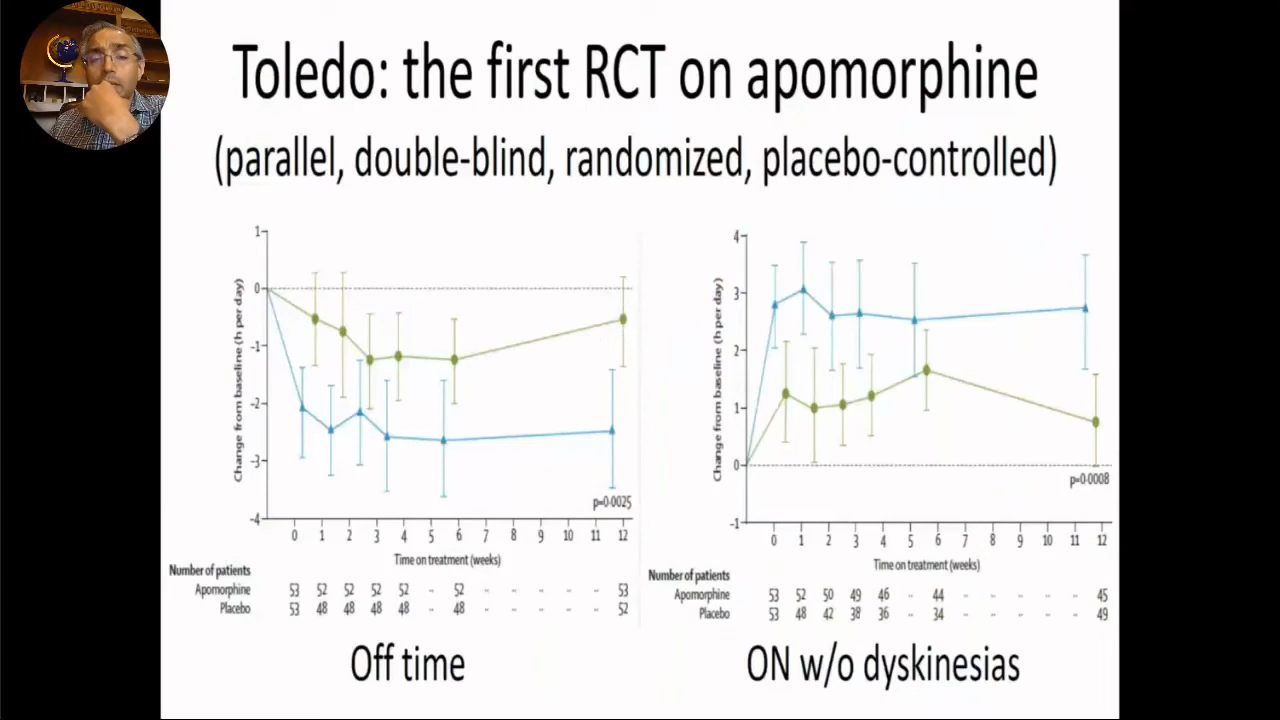 Toledo: the first RCT on apomorphine
(parallel, double-blind, randomized, placebo-controlled)
1
0
-1
-2
-3
-4
Change from baseline (h per day)
p=0·0025
0 1 2 3 4 5 6 7 8 9 10 11 12
Time on treatment (weeks)
Number of patients
Apomorphine 53 52 52 52 52 ·· 52 ·· ·· ·· ·· ·· 53
Placebo 53 48 48 48 48 ·· 48 ·· ·· ·· ·· ·· 52
Off time
4
3
2
1
0
-1
Change from baseline (h per day)
p=0·0008
0 1 2 3 4 5 6 7 8 9 10 11 12
Time on treatment (weeks)
Number of patients
Apomorphine 53 52 50 49 46 ·· 44 ·· ·· ·· ·· ·· 45
Placebo 53 48 42 38 36 ·· 34 ·· ·· ·· ·· ·· 49
ON w/o dyskinesias